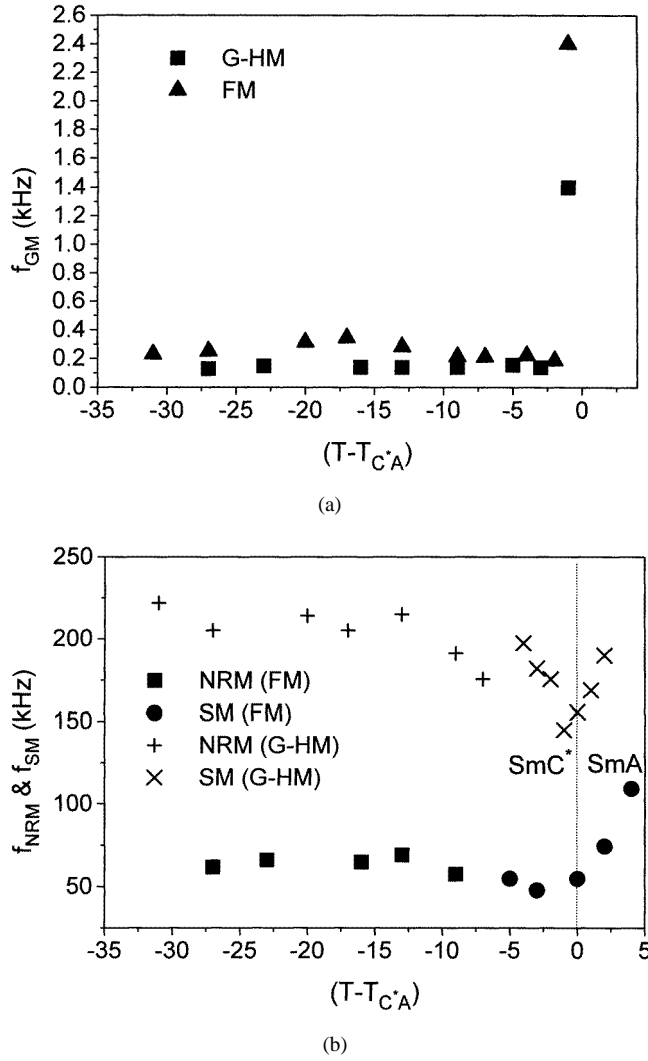 2.6
2.4
2.2
2.0
1.8
1.6
1.4
1.2
1.0
0.8
0.6
0.4
0.2
0.0
f_GM (kHz)
G-HM
FM
-35 -30 -25 -20 -15 -10 -5 0
(T-T_C*A)
(a)
250
200
150
100
50
f_NRM & f_SM (kHz)
NRM (FM)
SM (FM)
NRM (G-HM)
SM (G-HM)
SmC* SmA
-35 -30 -25 -20 -15 -10 -5 0 5
(T-T_C*A)
(b)